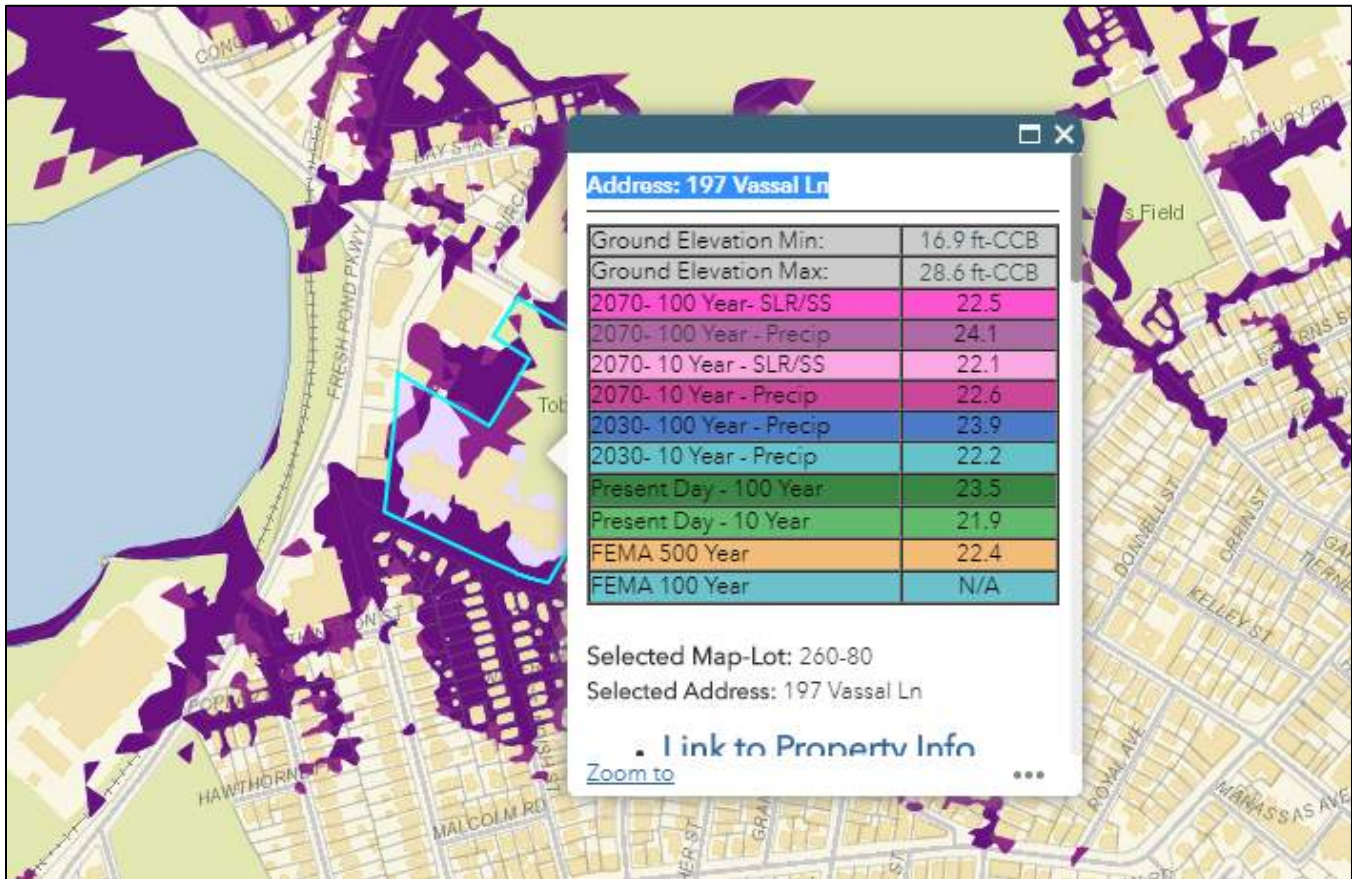 Address: 197 Vassal Ln
Ground Elevation Min: 16.9 ft-CCB
Ground Elevation Max: 28.6 ft-CCB
2070- 100 Year- SLR/SS 22.5
2070- 100 Year - Precip 24.1
2070- 10 Year - SLR/SS 22.1
2070- 10 Year - Precip 22.6
2030- 100 Year - Precip 23.9
2030- 10 Year - Precip 22.2
Present Day - 100 Year 23.5
Present Day - 10 Year 21.9
FEMA 500 Year 22.4
FEMA 100 Year N/A
Selected Map-Lot: 260-80
Selected Address: 197 Vassal Ln
• Link to Property Info
Zoom to
FRESH POND PKWY
Tob
s Field
DONNELL ST
ORRIN ST
KELLEY ST
ROYAL AVE
MANASSAS AVE
HAWTHORNE
MALCOLM RD